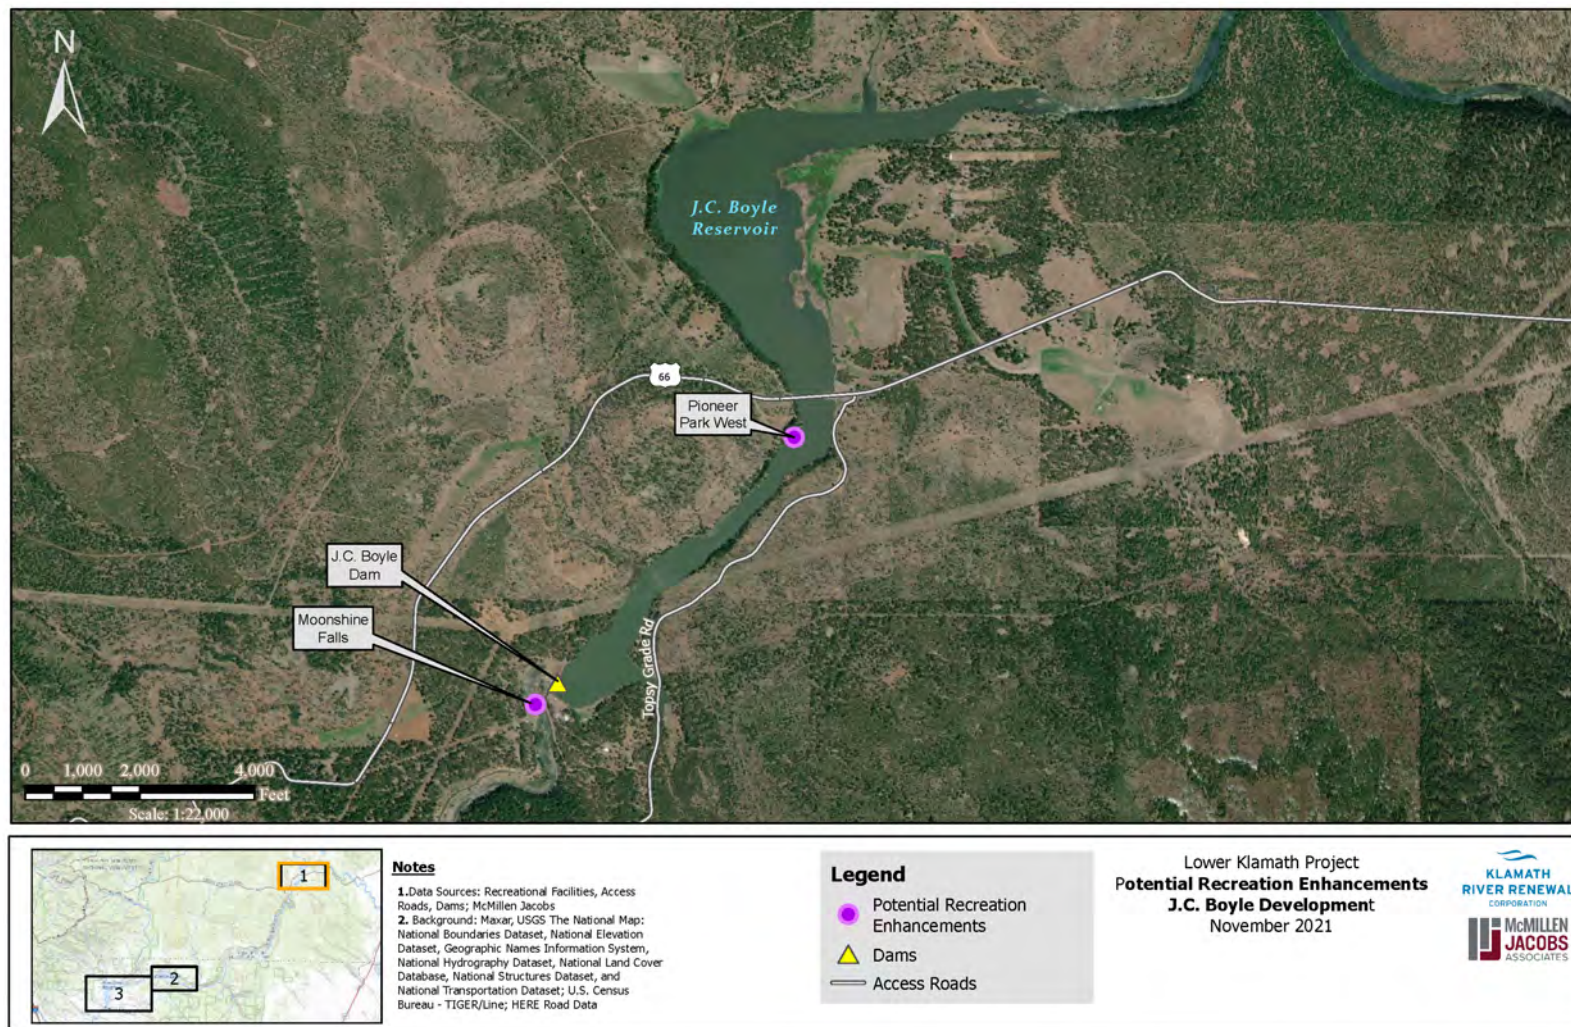 N
J.C. Boyle
Reservoir
66
Pioneer
Park West
J.C. Boyle
Dam
Moonshine
Falls
Topsy Grade Rd
0 1,000 2,000 4,000
Feet
Scale: 1:22,000
1
2
3
Notes
1.Data Sources: Recreational Facilities, Access
Roads, Dams; McMillen Jacobs
2. Background: Maxar, USGS The National Map:
National Boundaries Dataset, National Elevation
Dataset, Geographic Names Information System,
National Hydrography Dataset, National Land Cover
Database, National Structures Dataset, and
National Transportation Dataset; U.S. Census
Bureau - TIGER/Line; HERE Road Data
Legend
Potential Recreation
Enhancements
Dams
Access Roads
Lower Klamath Project
Potential Recreation Enhancements
J.C. Boyle Development
November 2021
KLAMATH
RIVER RENEWAL
CORPORATION
McMILLEN
JACOBS
ASSOCIATES